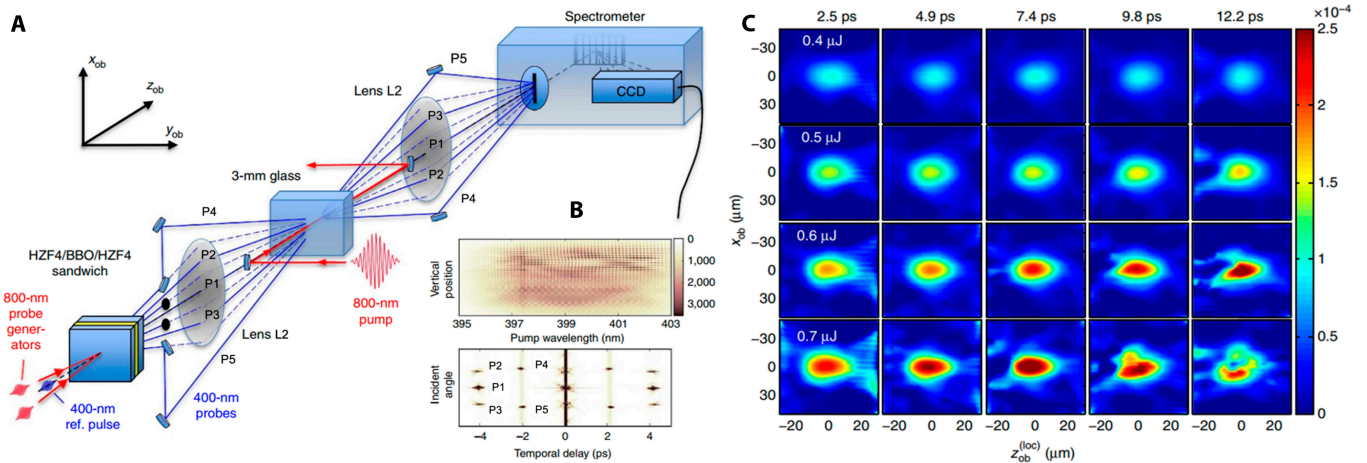 A
x_ob
z_ob
y_ob
Spectrometer
CCD
P5
Lens L2
P3
P1
P2
3-mm glass
P4
P4
HZF4/BBO/HZF4
sandwich
P2
P1
P3
Lens L2
P5
800-nm
pump
800-nm
probe
gener-
ators
400-nm
ref. pulse
400-nm
probes
B
Vertical
position
0
1,000
2,000
3,000
395 397 399 401 403
Pump wavelength (nm)
Incident
angle
P2 P4
P1
P3 P5
−4 −2 0 2 4
Temporal delay (ps)
C
2.5 ps 4.9 ps 7.4 ps 9.8 ps 12.2 ps
×10⁻⁴
0.4 μJ
0.5 μJ
0.6 μJ
0.7 μJ
−30
0
30
−30
0
30
−30
0
30
−30
0
30
x_ob (μm)
−20 0 20 −20 0 20 −20 0 20 −20 0 20 −20 0 20
z_ob^(loc) (μm)
2.5
2
1.5
1
0.5
0